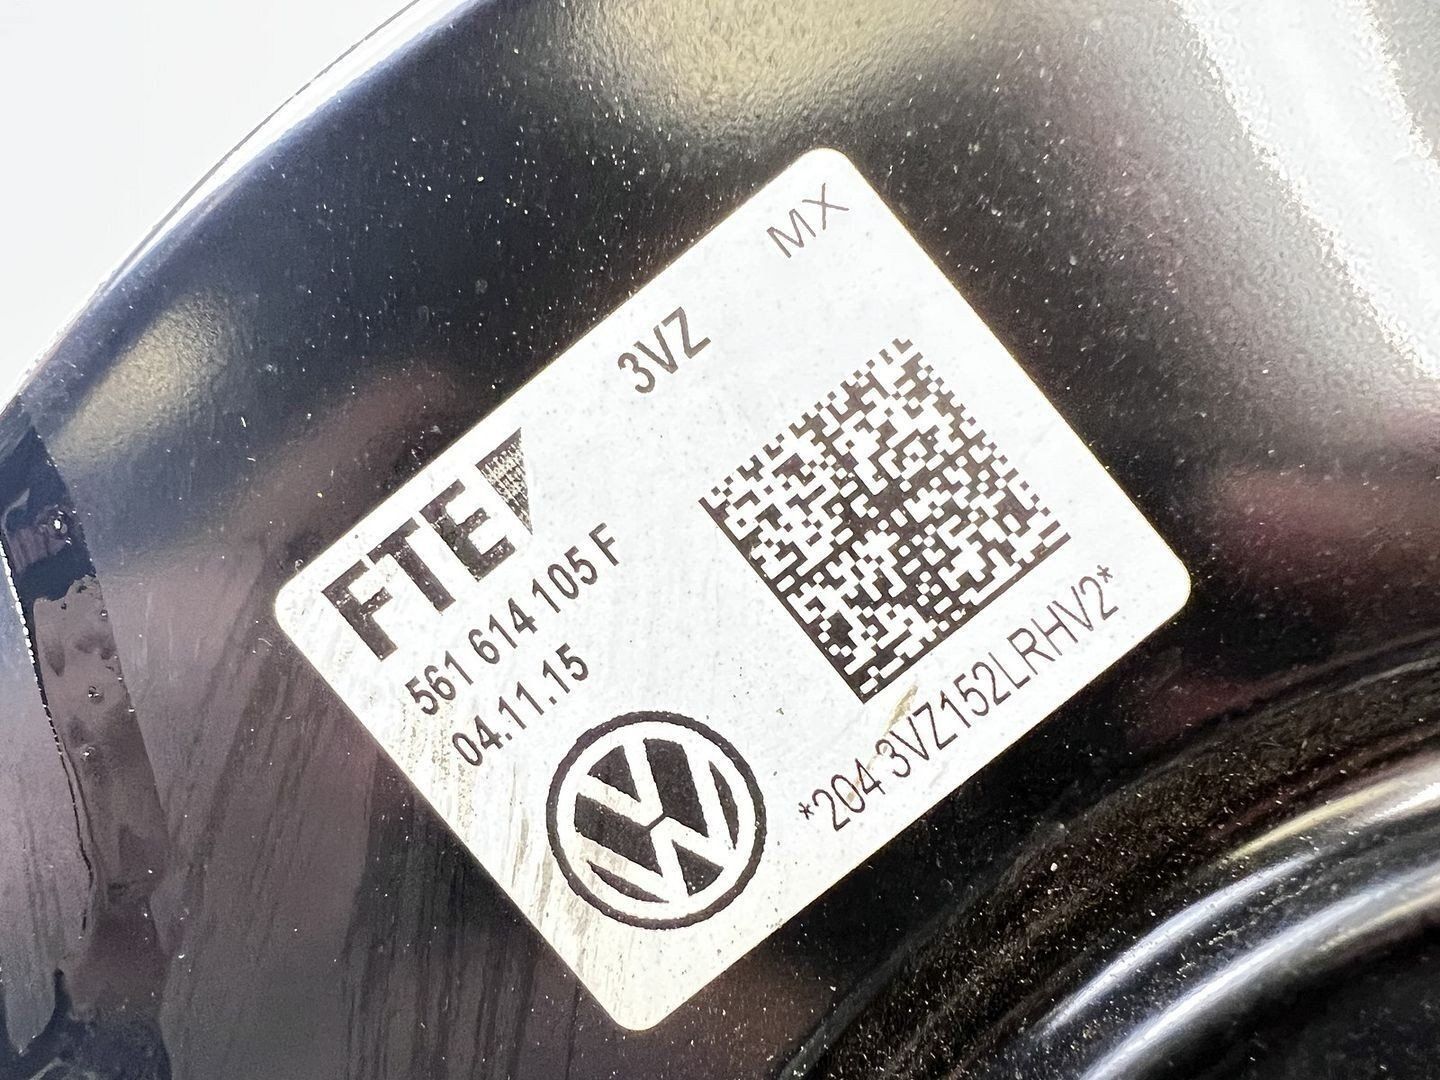 MX
3VZ
FTE
561 614 105 F
04.11.15
*204 3VZ152LRHV2*